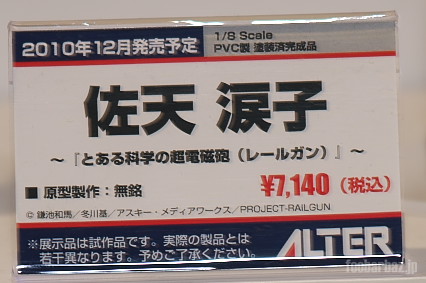 2010年12月発売予定
1/8 Scale
PVC製 塗装済完成品
佐天 涙子
～『とある科学の超電磁砲（レールガン）』～
■ 原型製作：無銘
¥7,140（税込）
© 鎌池和馬／冬川基／アスキー・メディアワークス／PROJECT-RAILGUN
※展示品は試作品です。実際の製品とは
若干異なります。予めご了承ください。
ALTER
foobarbaz.jp